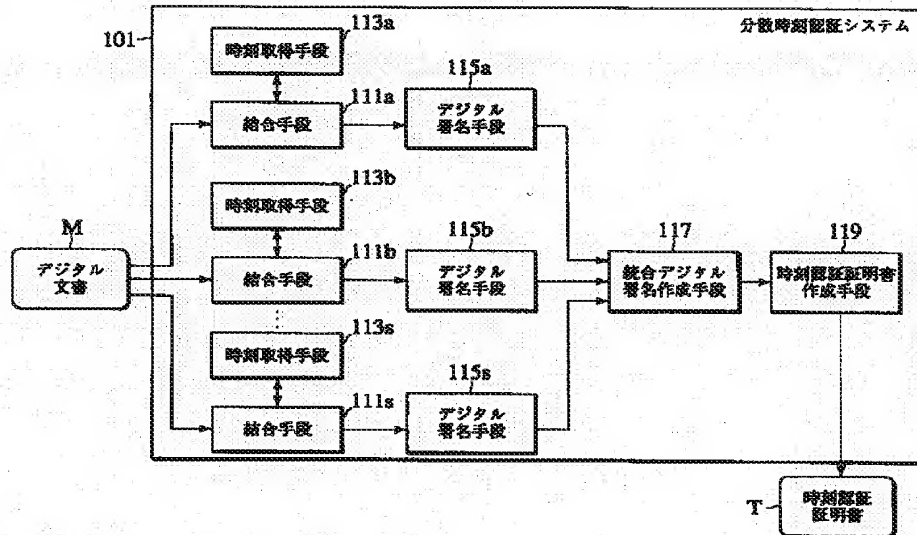 101
分散時刻認証システム
113a
時刻取得手段
111a
結合手段
115a
デジタル
署名手段
113b
時刻取得手段
M
デジタル
文書
111b
結合手段
115b
デジタル
署名手段
117
統合デジタル
署名作成手段
119
時刻認証証明書
作成手段
113s
時刻取得手段
111s
結合手段
115s
デジタル
署名手段
T
時刻認証
証明書